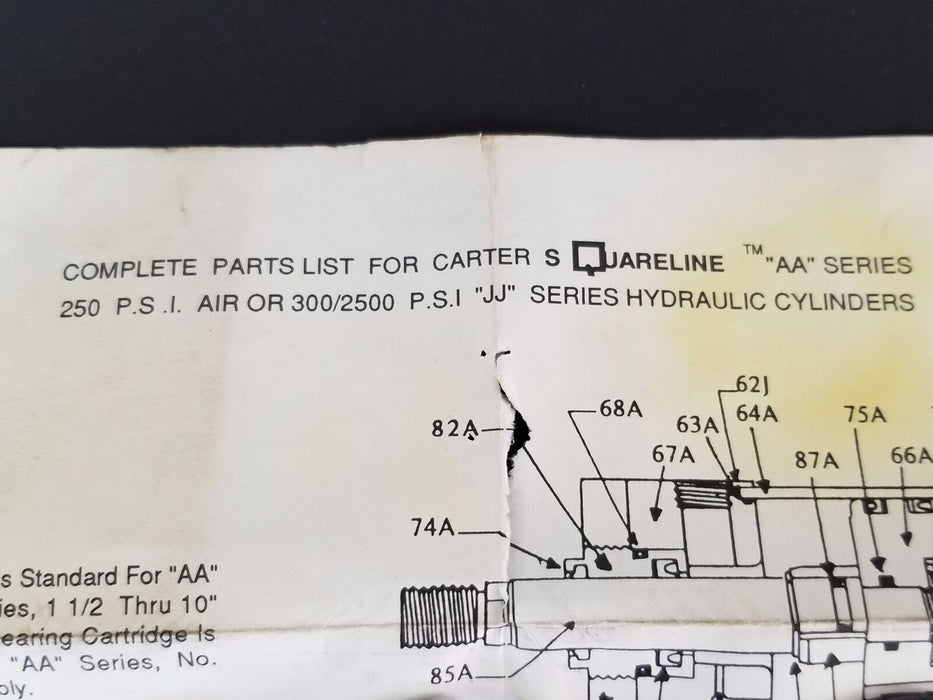 COMPLETE PARTS LIST FOR CARTER SQUARELINE ™ "AA" SERIES
250 P.S.I. AIR OR 300/2500 P.S.I "JJ" SERIES HYDRAULIC CYLINDERS
62J
68A
64A
75A
82A
63A
67A
87A
66A
74A
s Standard For "AA"
ies, 1 1/2 Thru 10"
earing Cartridge Is
"AA" Series, No.
ply.
85A